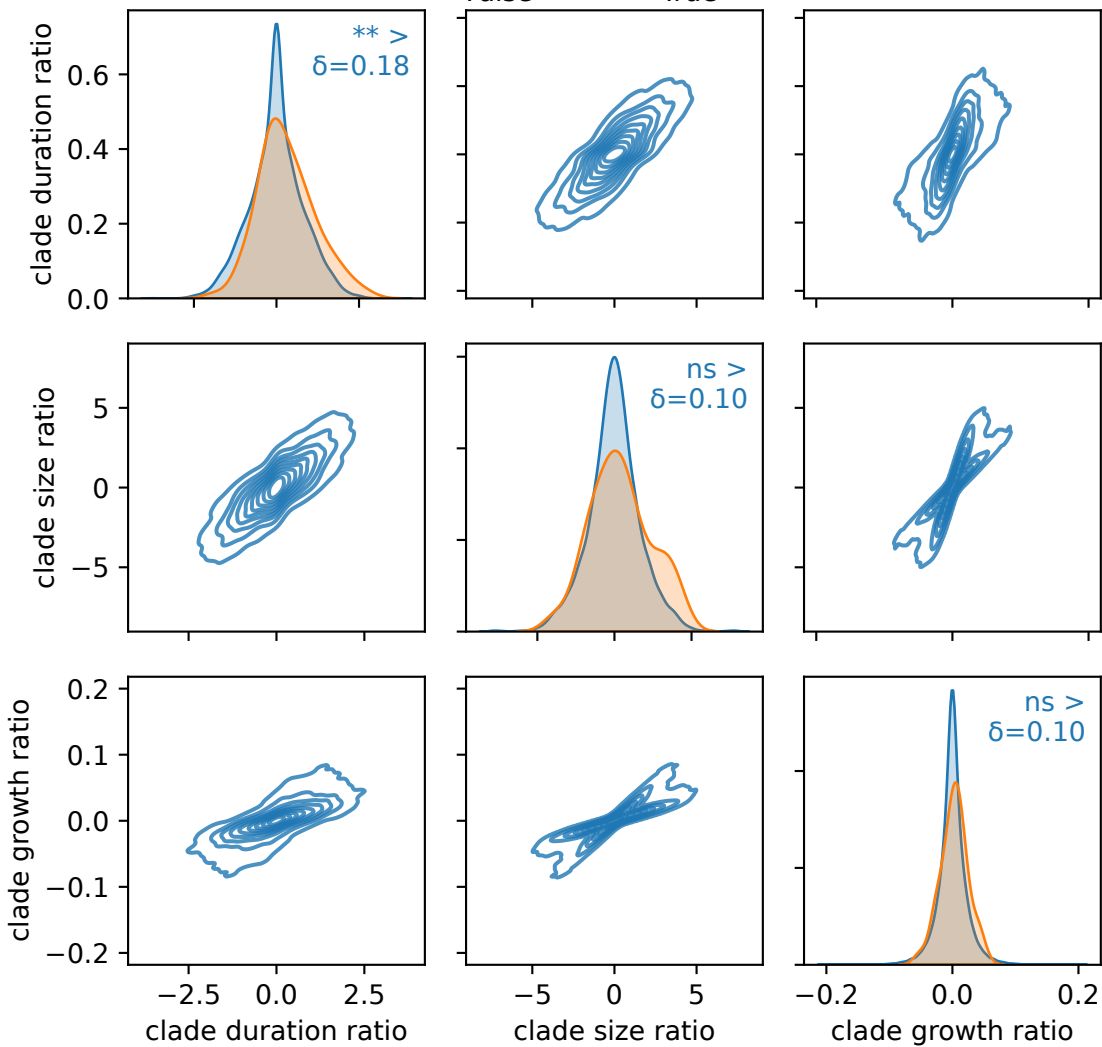 ** >
δ=0.18
0.6
0.4
0.2
0.0
clade duration ratio
ns >
δ=0.10
5
0
−5
clade size ratio
ns >
δ=0.10
0.2
0.1
0.0
−0.1
−0.2
clade growth ratio
−2.5 0.0 2.5
clade duration ratio
−5 0 5
clade size ratio
−0.2 0.0 0.2
clade growth ratio